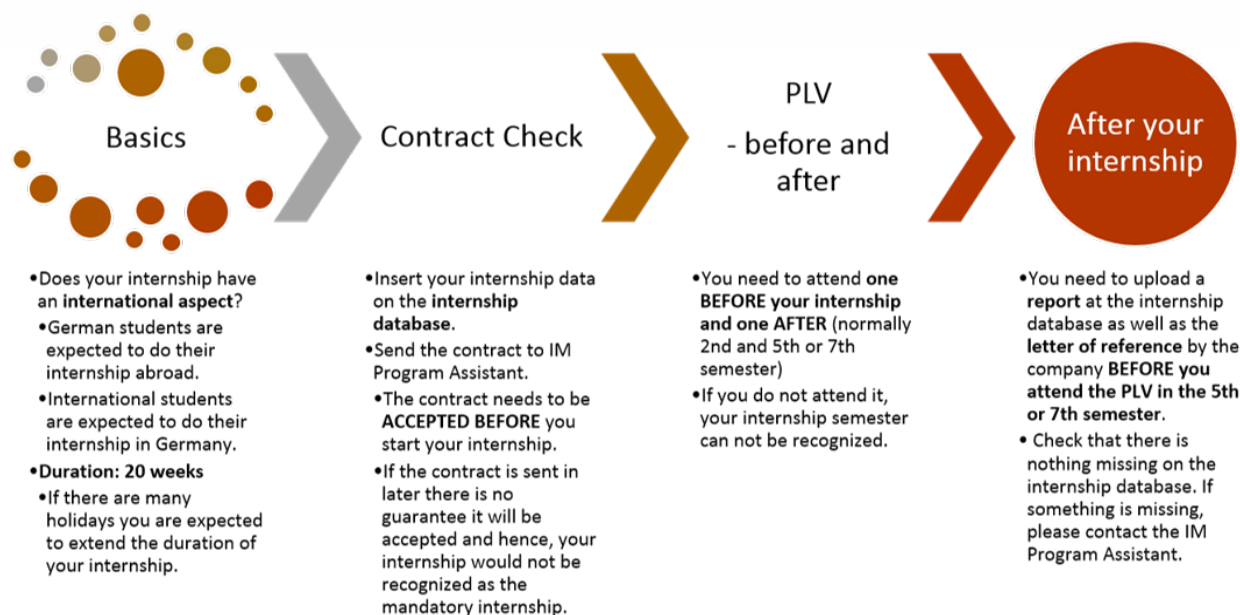 Basics
•Does your internship have
an international aspect?
•German students are
expected to do their
internship abroad.
•International students
are expected to do their
internship in Germany.
•Duration: 20 weeks
•If there are many
holidays you are expected
to extend the duration of
your internship.
Contract Check
•Insert your internship data
on the internship
database.
•Send the contract to IM
Program Assistant.
•The contract needs to be
ACCEPTED BEFORE you
start your internship.
•If the contract is sent in
later there is no
guarantee it will be
accepted and hence, your
internship would not be
recognized as the
mandatory internship.
PLV
- before and
after
•You need to attend one
BEFORE your internship
and one AFTER (normally
2nd and 5th or 7th
semester)
•If you do not attend it,
your internship semester
can not be recognized.
After your
internship
•You need to upload a
report at the internship
database as well as the
letter of reference by the
company BEFORE you
attend the PLV in the 5th
or 7th semester.
• Check that there is
nothing missing on the
internship database. If
something is missing,
please contact the IM
Program Assistant.